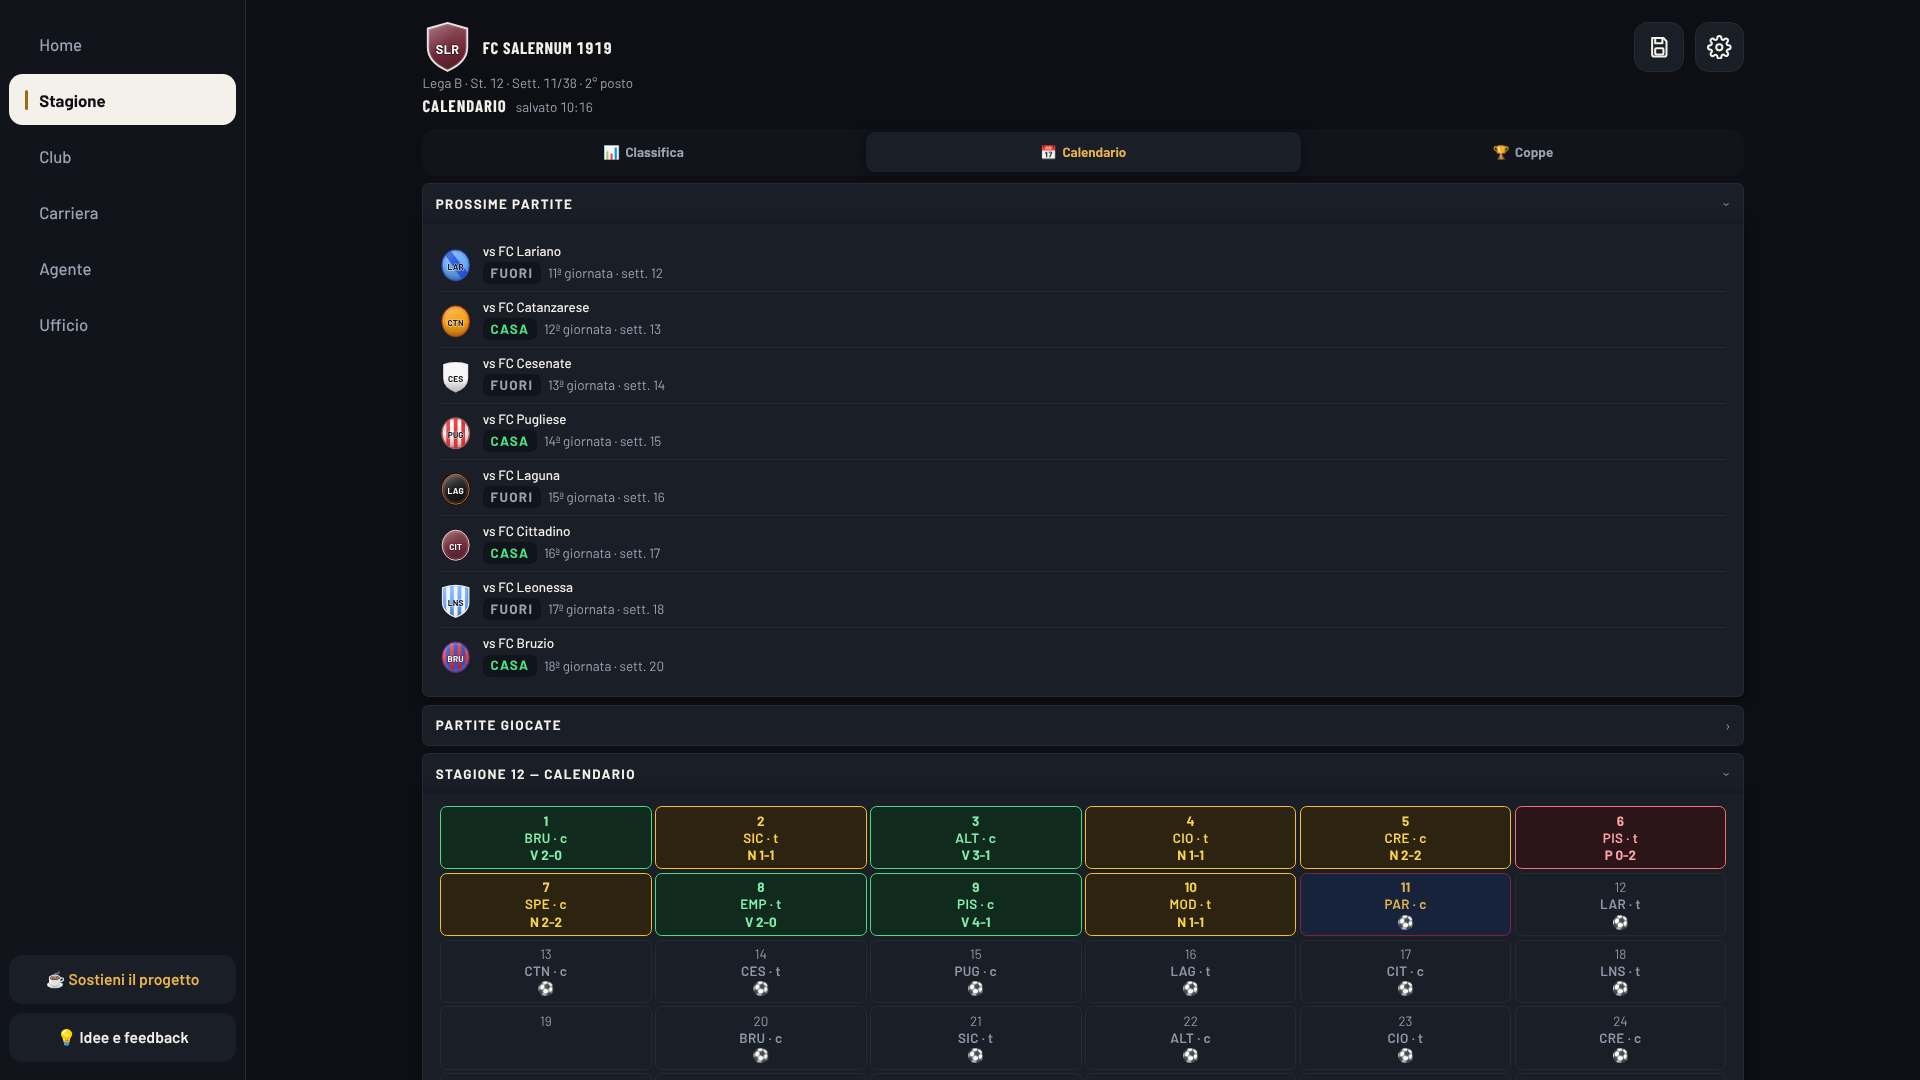 Home
Stagione
Club
Carriera
Agente
Ufficio
☕ Sostieni il progetto
💡 Idee e feedback
SLR
FC SALERNUM 1919
Lega B · St. 12 · Sett. 11/38 · 2° posto
CALENDARIO salvato 10:16
📊 Classifica
📅 Calendario
🏆 Coppe
PROSSIME PARTITE
LAR
vs FC Lariano
FUORI 11ª giornata · sett. 12
CTN
vs FC Catanzarese
CASA 12ª giornata · sett. 13
CES
vs FC Cesenate
FUORI 13ª giornata · sett. 14
PUG
vs FC Pugliese
CASA 14ª giornata · sett. 15
LAG
vs FC Laguna
FUORI 15ª giornata · sett. 16
CIT
vs FC Cittadino
CASA 16ª giornata · sett. 17
LNS
vs FC Leonessa
FUORI 17ª giornata · sett. 18
BRU
vs FC Bruzio
CASA 18ª giornata · sett. 20
PARTITE GIOCATE
STAGIONE 12 – CALENDARIO
1
BRU · c
V 2-0
2
SIC · t
N 1-1
3
ALT · c
V 3-1
4
CIO · t
N 1-1
5
CRE · c
N 2-2
6
PIS · t
P 0-2
7
SPE · c
N 2-2
8
EMP · t
V 2-0
9
PIS · c
V 4-1
10
MOD · t
N 1-1
11
PAR · c
⚽
12
LAR · t
⚽
13
CTN · c
⚽
14
CES · t
⚽
15
PUG · c
⚽
16
LAG · t
⚽
17
CIT · c
⚽
18
LNS · t
⚽
19
20
BRU · c
⚽
21
SIC · t
⚽
22
ALT · c
⚽
23
CIO · t
⚽
24
CRE · c
⚽